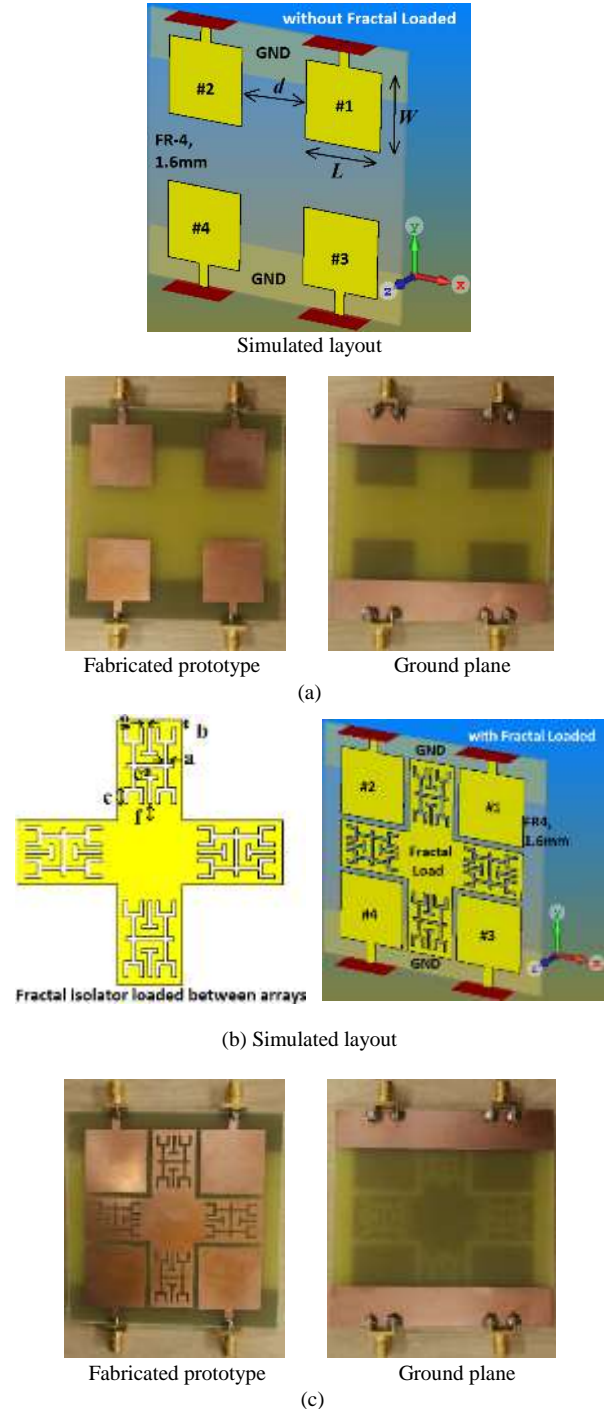 without Fractal Loaded
GND
#2
d
#1
W
FR-4,
1.6mm
L
#4
#3
GND
y
z
x
Simulated layout
Fabricated prototype
Ground plane
(a)
g
b
a
e
c
f
Fractal isolator loaded between arrays
with Fractal Loaded
GND
#2
#1
FR4,
1.6mm
Fractal
Load
#4
#3
GND
y
z
x
(b) Simulated layout
Fabricated prototype
Ground plane
(c)